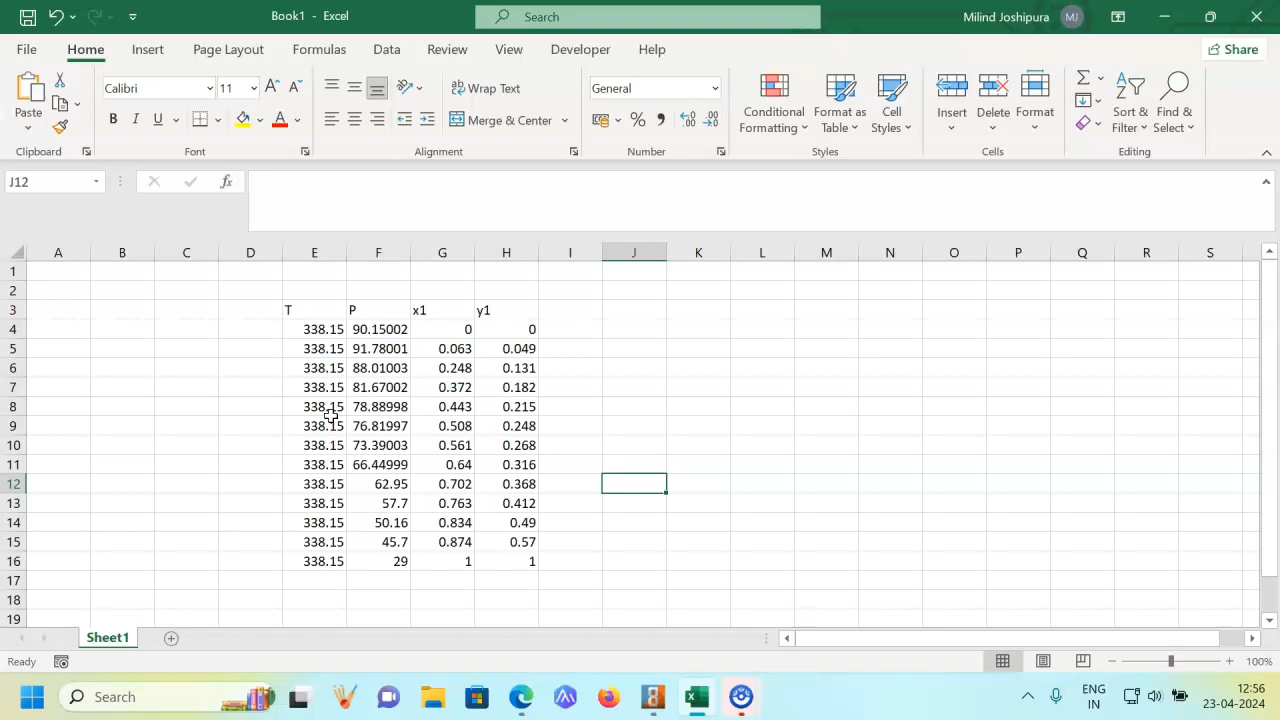 Book1 - Excel
Search
Milind Joshipura
MJ
File Home Insert Page Layout Formulas Data Review View Developer Help
Share
Paste
Calibri 11
B I U
Wrap Text
Merge & Center
General
Conditional Formatting
Format as Table
Cell Styles
Insert Delete Format
Sort & Filter
Find & Select
Clipboard Font Alignment Number Styles Cells Editing
J12 fx
A B C D E F G H I J K L M N O P Q R S
1
2
3 T P x1 y1
4 338.15 90.15002 0 0
5 338.15 91.78001 0.063 0.049
6 338.15 88.01003 0.248 0.131
7 338.15 81.67002 0.372 0.182
8 338.15 78.88998 0.443 0.215
9 338.15 76.81997 0.508 0.248
10 338.15 73.39003 0.561 0.268
11 338.15 66.44999 0.64 0.316
12 338.15 62.95 0.702 0.368
13 338.15 57.7 0.763 0.412
14 338.15 50.16 0.834 0.49
15 338.15 45.7 0.874 0.57
16 338.15 29 1 1
17
18
19
Sheet1
Ready
100%
Search
ENG
IN
12:56
23-04-2024